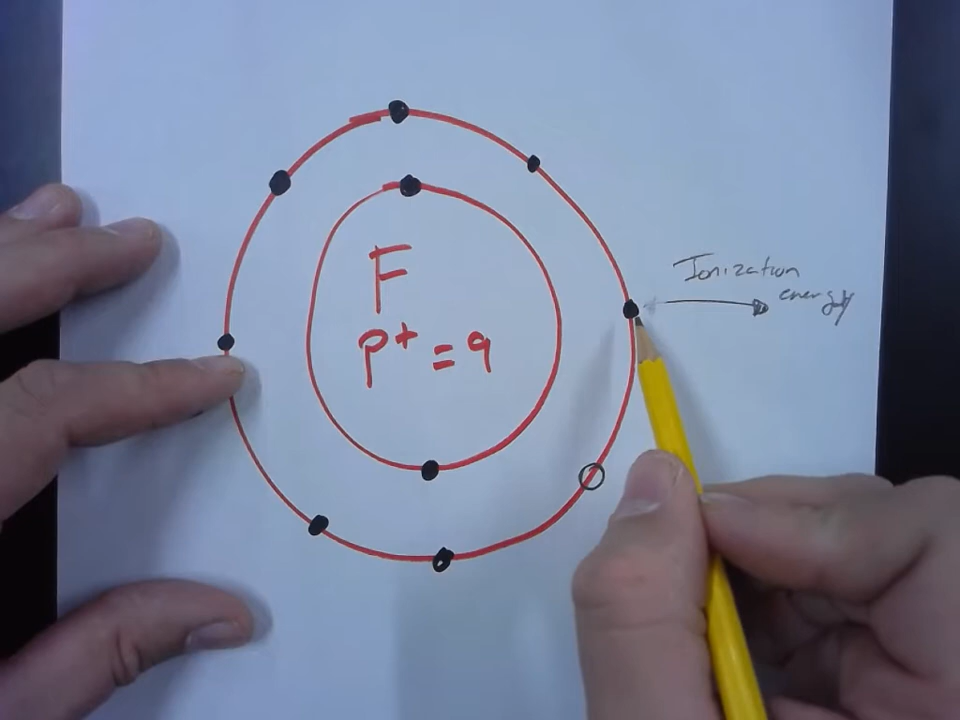 F
p+ = 9
Ionization
energy